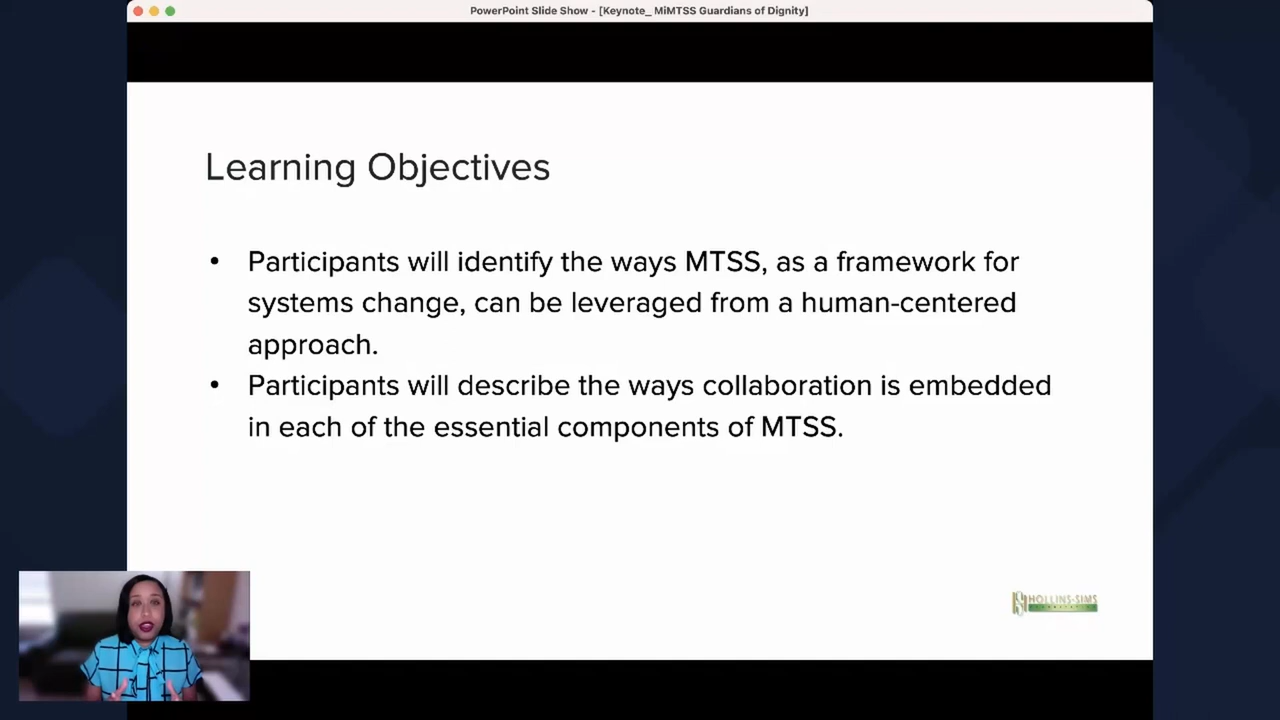 PowerPoint Slide Show - [Keynote_ MiMTSS Guardians of Dignity]
Learning Objectives
• Participants will identify the ways MTSS, as a framework for
systems change, can be leveraged from a human-centered
approach.
• Participants will describe the ways collaboration is embedded
in each of the essential components of MTSS.
HOLLINS-SIMS